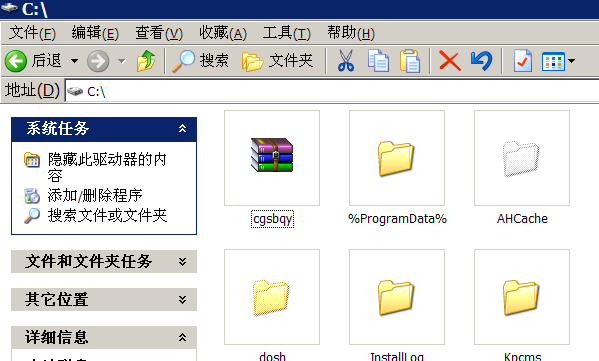 C:\
文件(F) 编辑(E) 查看(V) 收藏(A) 工具(T) 帮助(H)
后退 搜索 文件夹
地址(D) C:\
系统任务
隐藏此驱动器的内
容
添加/删除程序
搜索文件或文件夹
文件和文件夹任务
其它位置
详细信息
cgsbqy %ProgramData% AHCache
dosh InstallLog Kncms